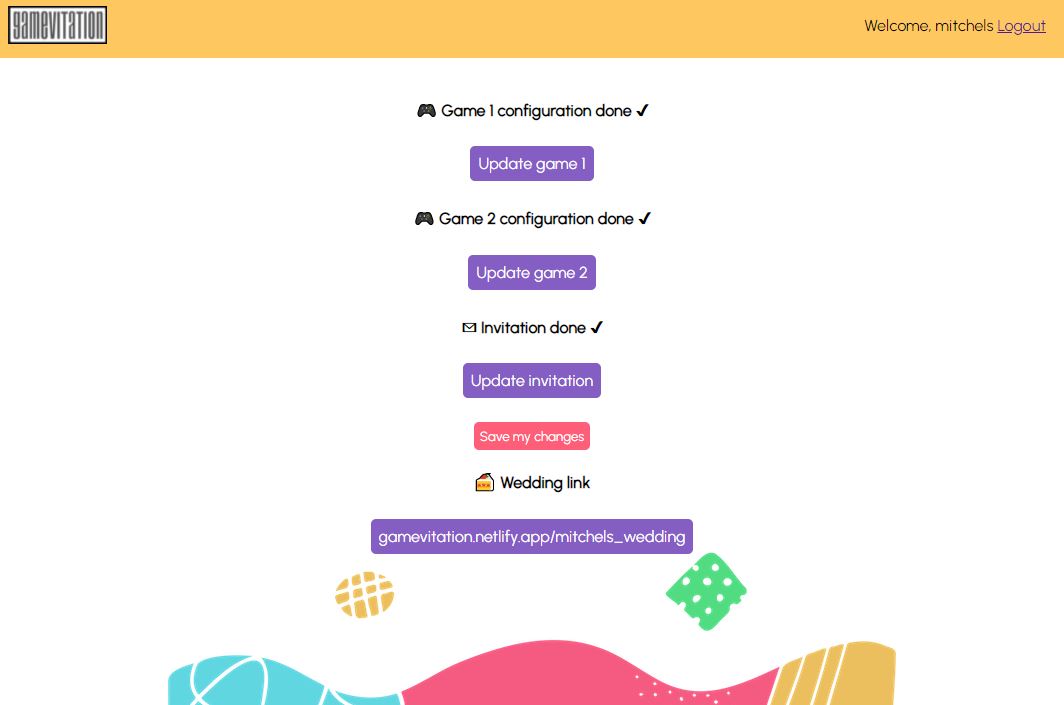 gamevitation
Welcome, mitchels Logout
🎮 Game 1 configuration done ✔
Update game 1
🎮 Game 2 configuration done ✔
Update game 2
✉ Invitation done ✔
Update invitation
Save my changes
🍰 Wedding link
gamevitation.netlify.app/mitchels_wedding